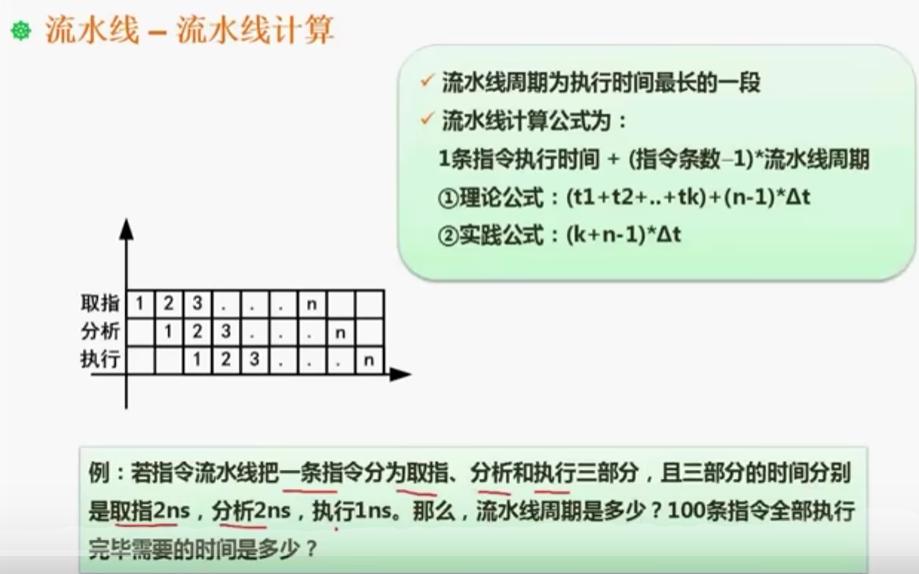 流水线 – 流水线计算
✓ 流水线周期为执行时间最长的一段
✓ 流水线计算公式为：
1条指令执行时间 + (指令条数–1)*流水线周期
①理论公式：(t1+t2+..+tk)+(n-1)*Δt
②实践公式：(k+n-1)*Δt
取指 1 2 3 . . . n
分析 1 2 3 . . . n
执行 1 2 3 . . . n
例：若指令流水线把一条指令分为取指、分析和执行三部分，且三部分的时间分别
是取指2ns，分析2ns，执行1ns。那么，流水线周期是多少？100条指令全部执行
完毕需要的时间是多少？